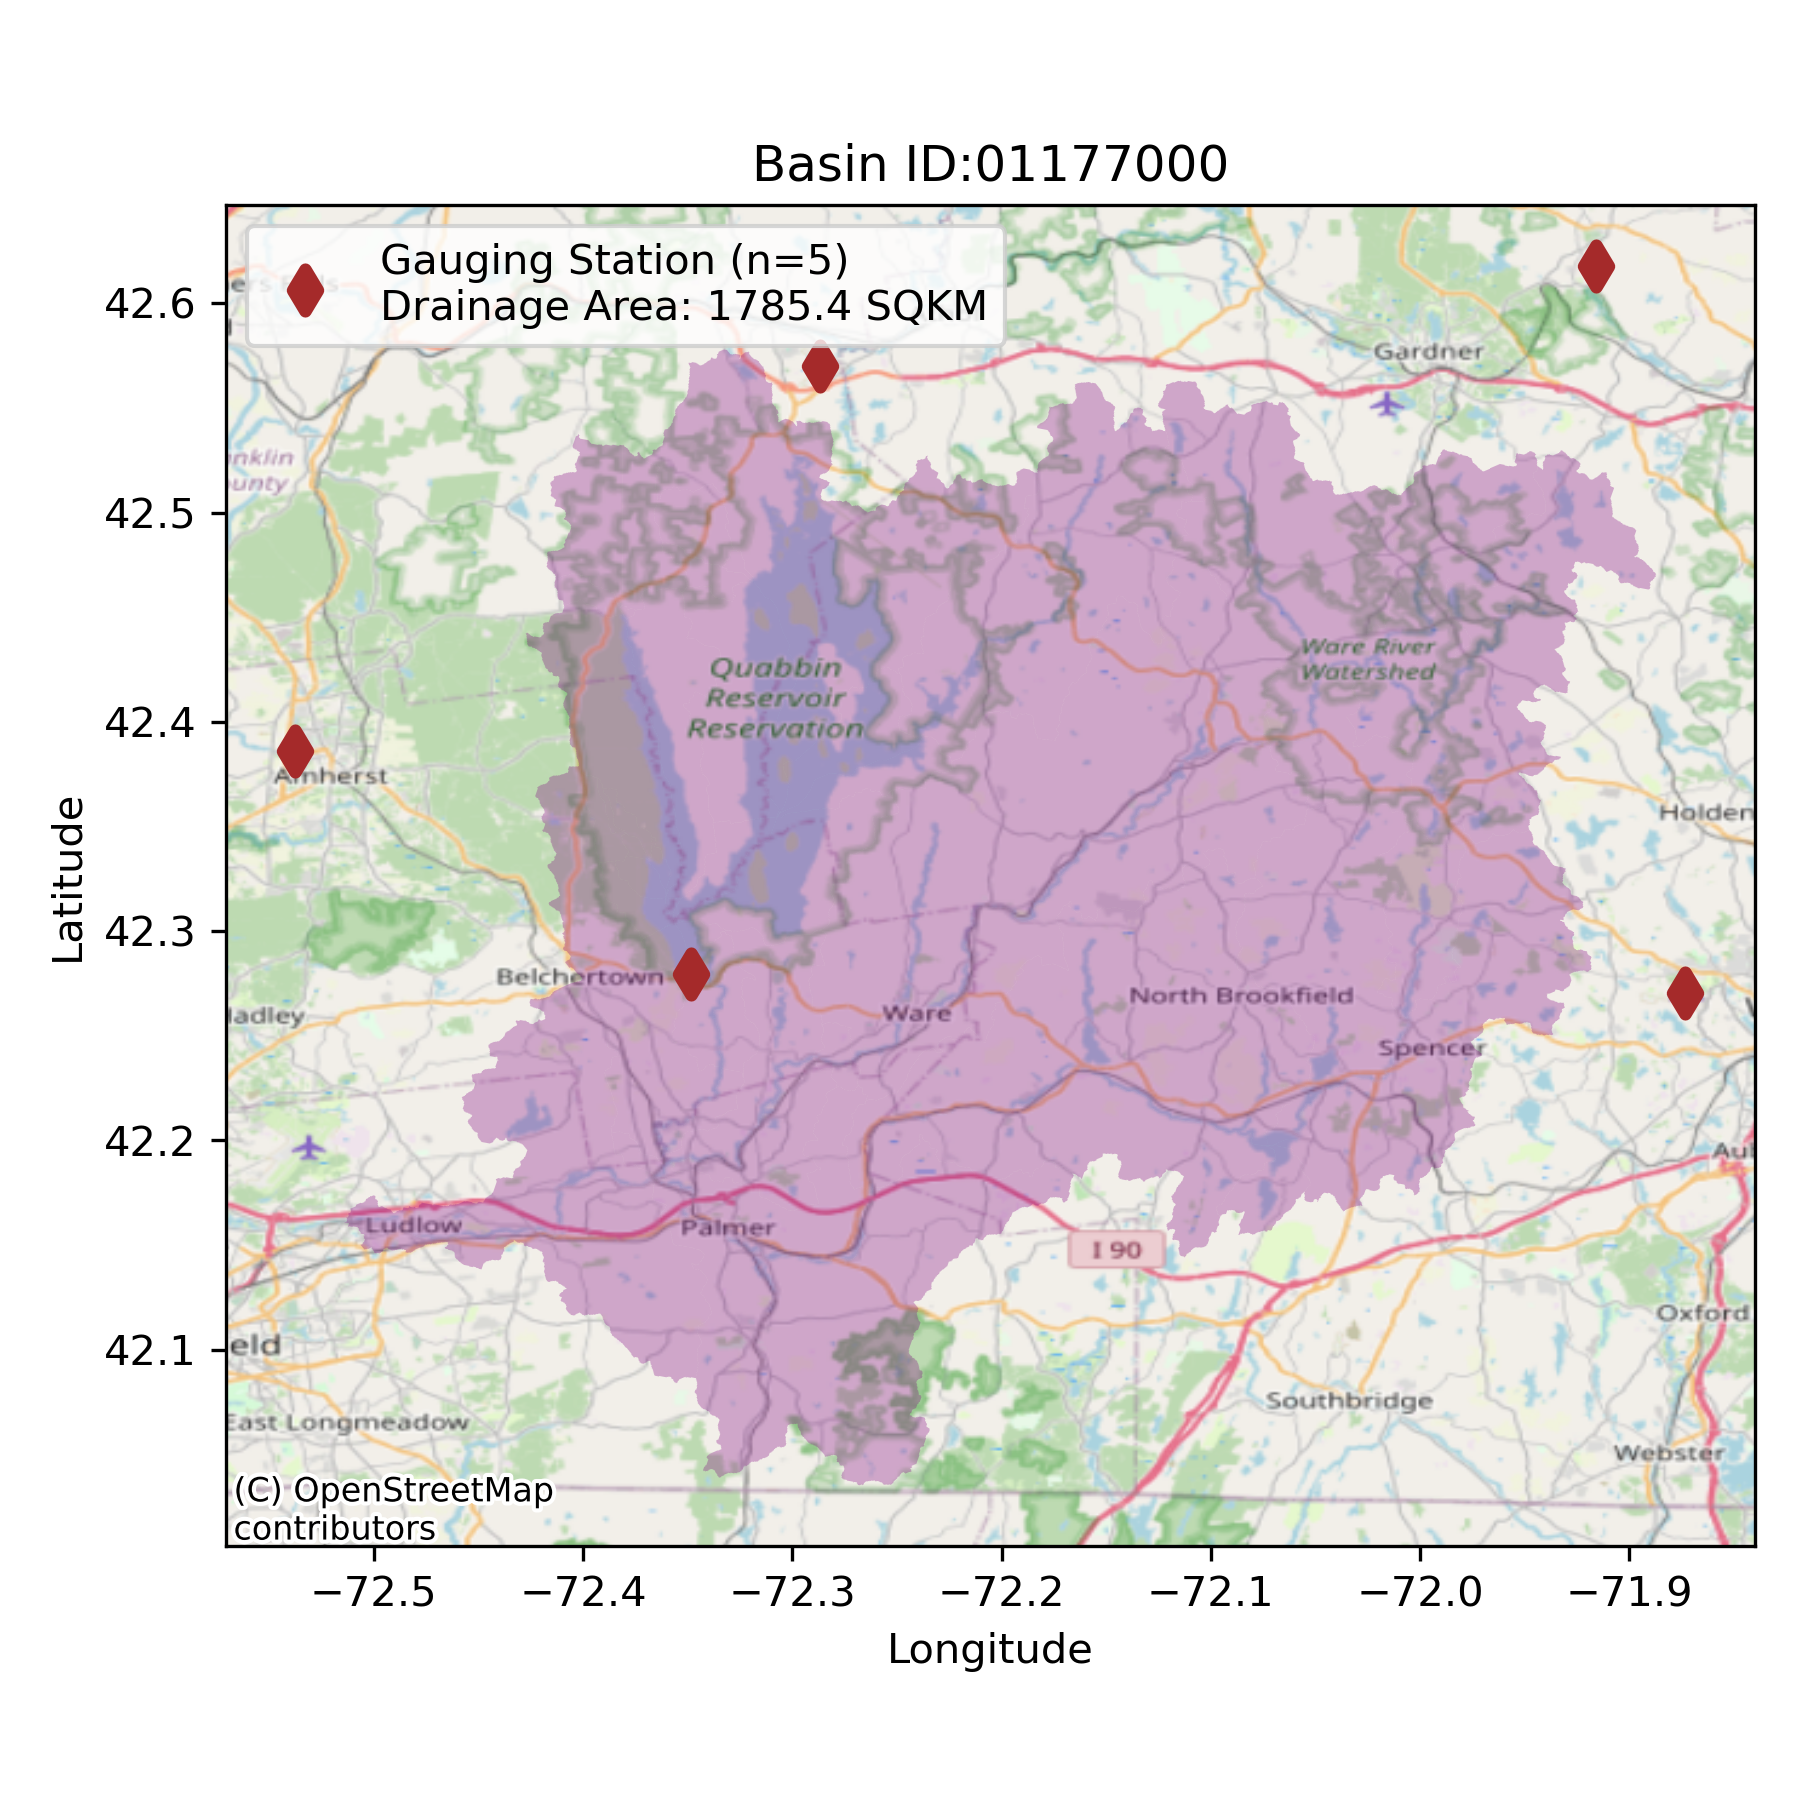 Basin ID:01177000
Gauging Station (n=5)
Drainage Area: 1785.4 SQKM
Gardner
nklin
ounty
Quabbin
Reservoir
Reservation
Ware River
Watershed
Amherst
Holden
Belchertown
North Brookfield
Ware
Hadley
Spencer
Ludlow
Palmer
I 90
Oxford
eld
Southbridge
East Longmeadow
Webster
(C) OpenStreetMap
contributors
42.6
42.5
42.4
42.3
42.2
42.1
Latitude
−72.5
−72.4
−72.3
−72.2
−72.1
−72.0
−71.9
Longitude